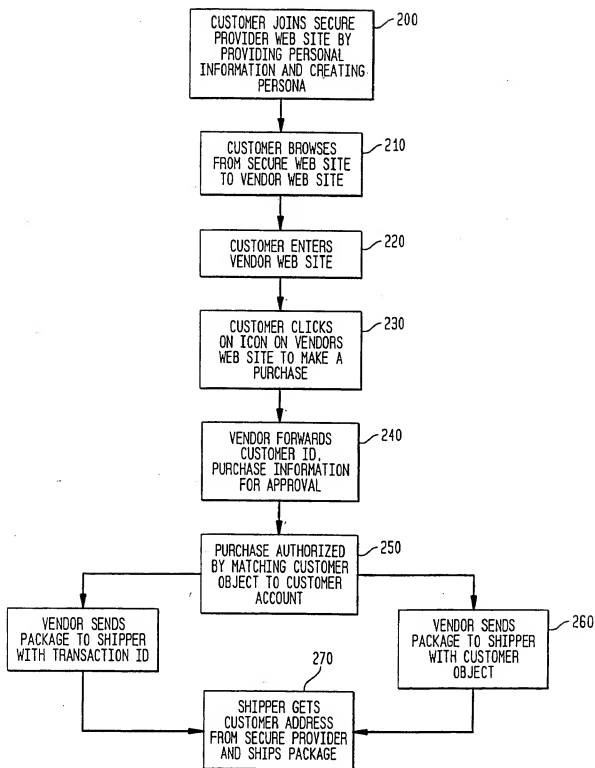 CUSTOMER JOINS SECURE
PROVIDER WEB SITE BY
PROVIDING PERSONAL
INFORMATION AND CREATING
PERSONA
200
CUSTOMER BROWSES
FROM SECURE WEB SITE
TO VENDOR WEB SITE
210
CUSTOMER ENTERS
VENDOR WEB SITE
220
CUSTOMER CLICKS
ON ICON ON VENDORS
WEB SITE TO MAKE A
PURCHASE
230
VENDOR FORWARDS
CUSTOMER ID,
PURCHASE INFORMATION
FOR APPROVAL
240
PURCHASE AUTHORIZED
BY MATCHING CUSTOMER
OBJECT TO CUSTOMER
ACCOUNT
250
VENDOR SENDS
PACKAGE TO SHIPPER
WITH TRANSACTION ID
VENDOR SENDS
PACKAGE TO SHIPPER
WITH CUSTOMER
OBJECT
260
270
SHIPPER GETS
CUSTOMER ADDRESS
FROM SECURE PROVIDER
AND SHIPS PACKAGE